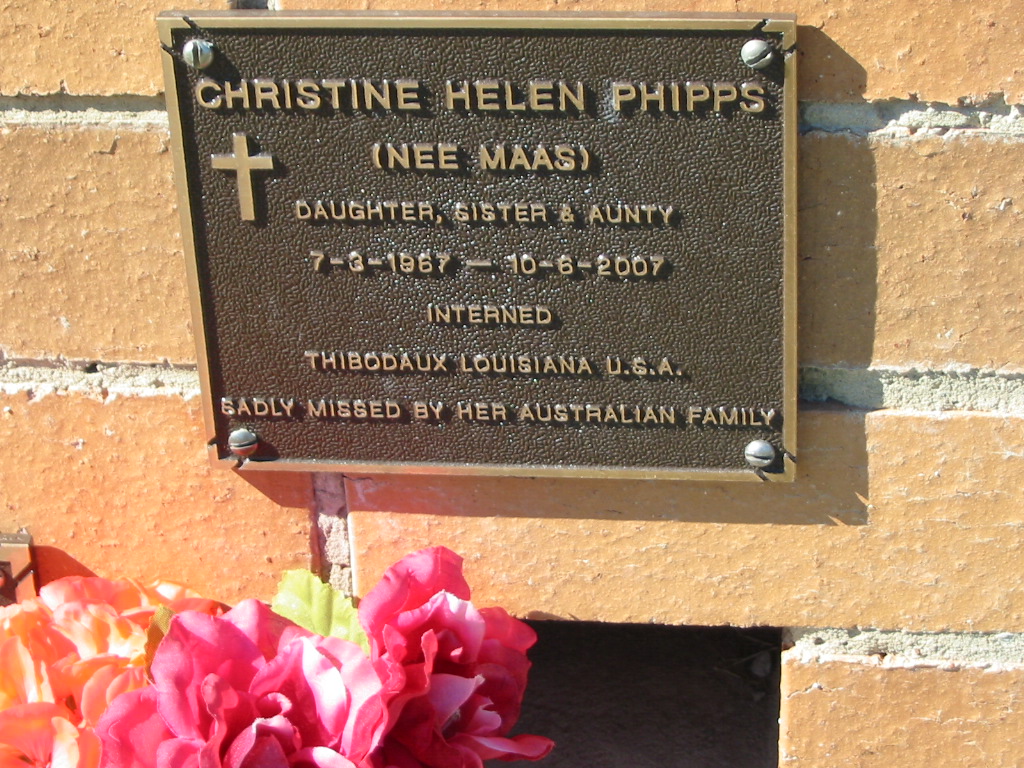 CHRISTINE HELEN PHIPPS
(NEE MAAS)
DAUGHTER, SISTER & AUNTY
7-3-1967 — 10-6-2007
INTERNED
THIBODAUX LOUISIANA U.S.A.
SADLY MISSED BY HER AUSTRALIAN FAMILY